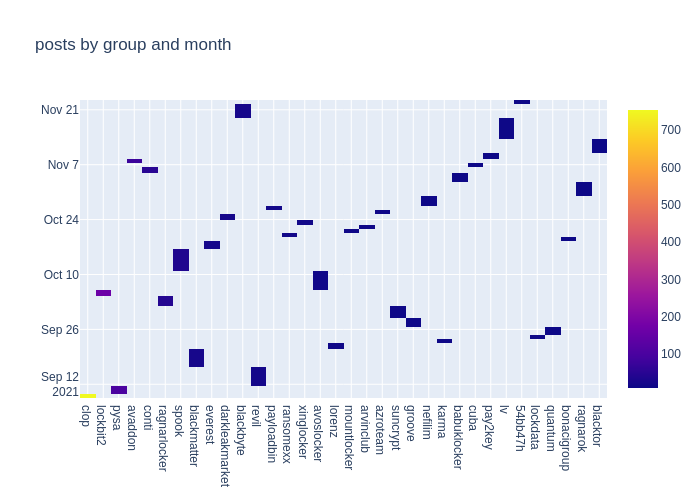 posts by group and month
Nov 21
Nov 7
Oct 24
Oct 10
Sep 26
Sep 12
2021
700
600
500
400
300
200
100
clop
lockbit2
pysa
avaddon
conti
ragnarlocker
spook
blackmatter
everest
darkleakmarket
blackbyte
revil
payloadbin
ransomexx
xinglocker
avoslocker
lorenz
mountlocker
arvinclub
azroteam
suncrypt
groove
nefilim
karma
babuklocker
cuba
pay2key
lv
54bb47h
lockdata
quantum
bonacigroup
ragnarok
blacktor